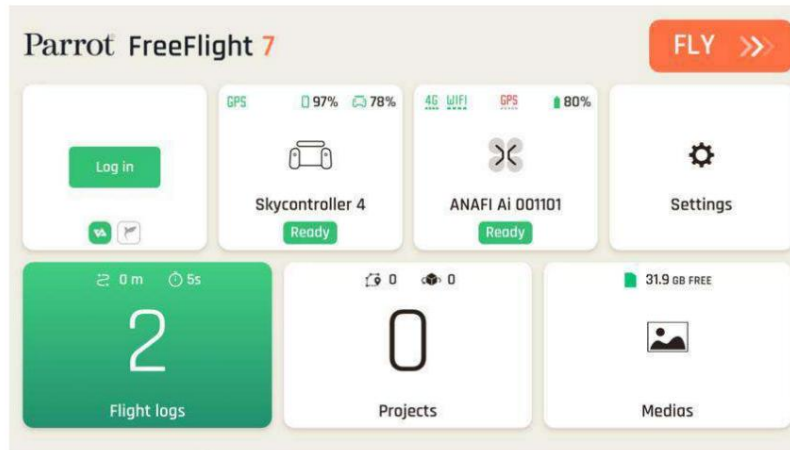 Parrot FreeFlight 7
FLY
Log in
GPS 97% 78%
Skycontroller 4
Ready
4G WIFI GPS 80%
ANAFI Ai 001101
Ready
Settings
0 m 5s
2
Flight logs
0 0
0
Projects
31.9 GB FREE
Medias